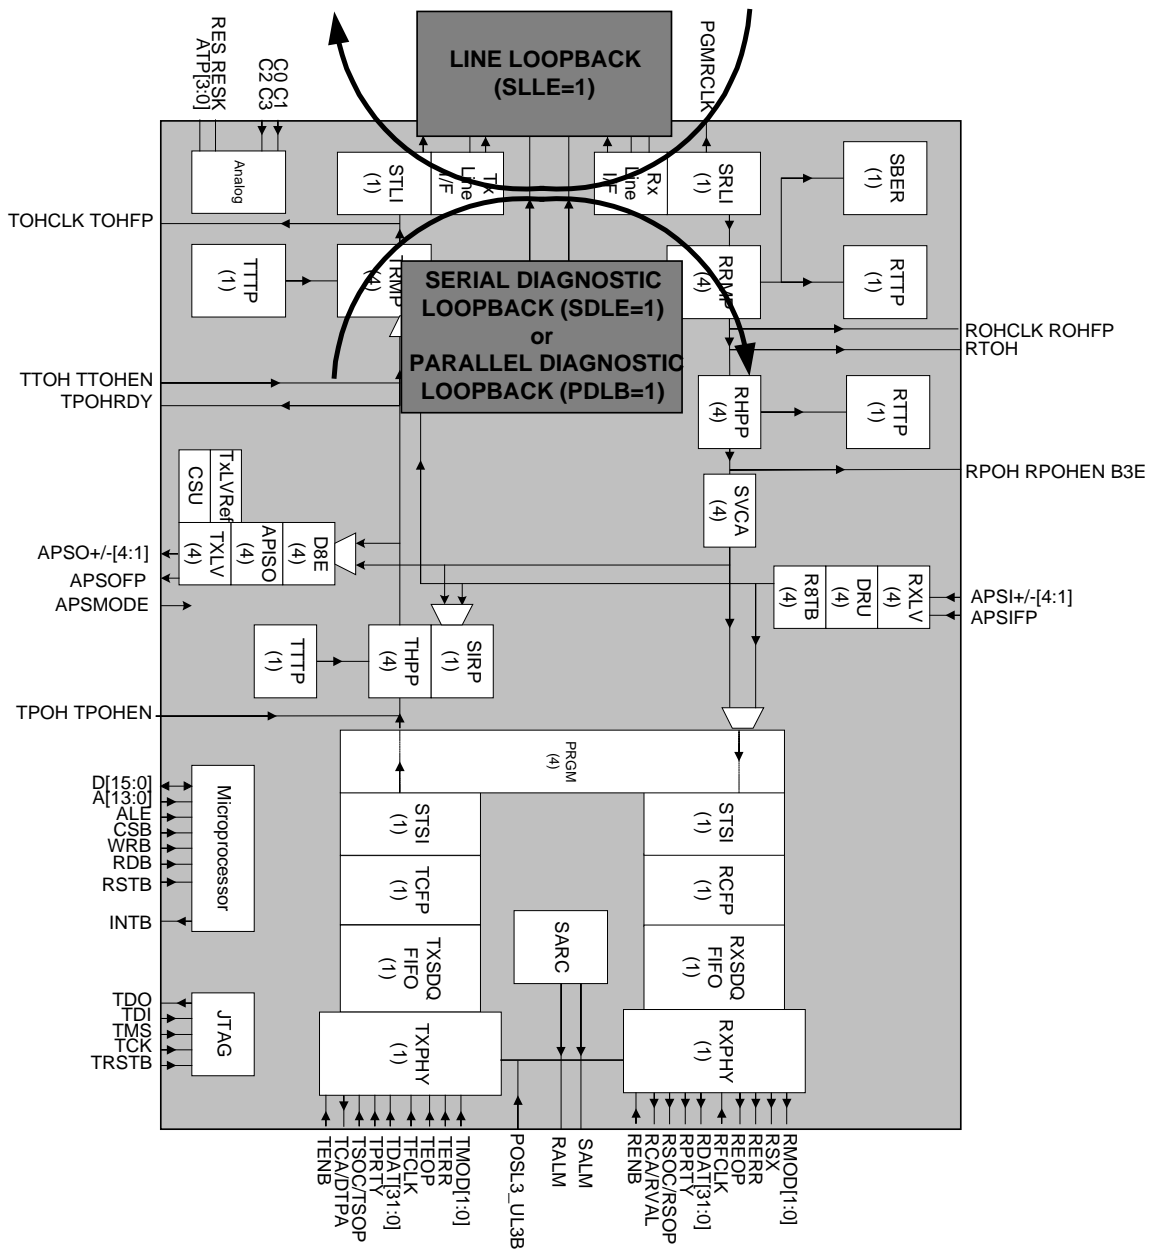 LINE LOOPBACK
(SLLE=1)
RES RESK
ATP[3:0]
C0 C1
C2 C3
PGMRCLK
Analog
STLI
(1)
Tx
Line
I/F
Rx
Line
I/F
SRLI
(1)
SBER
(1)
TOHCLK TOHFP
TTTP
(1)
TRMP
(4)
SERIAL DIAGNOSTIC
LOOPBACK (SDLE=1)
or
PARALLEL DIAGNOSTIC
LOOPBACK (PDLB=1)
RRMP
(4)
RTTP
(1)
ROHCLK ROHFP
RTOH
TTOH TTOHEN
TPOHRDY
RHPP
(4)
RTTP
(1)
RPOH RPOHEN B3E
TxLVRef
CSU
SVCA
(4)
D8E
(4)
APISO
(4)
TXLV
(4)
APSO+/-[4:1]
APSOFP
APSMODE
R8TB
(4)
DRU
(4)
RXLV
(4)
APSI+/-[4:1]
APSIFP
TTTP
(1)
THPP
(4)
SIRP
(1)
TPOH TPOHEN
PRGM
(4)
D[15:0]
A[13:0]
ALE
CSB
WRB
RDB
RSTB
INTB
Microprocessor
STSI
(1)
STSI
(1)
TCFP
(1)
RCFP
(1)
SARC
(1)
TXSDQ
FIFO
(1)
RXSDQ
FIFO
(1)
TDO
TDI
TMS
TCK
TRSTB
JTAG
TXPHY
(1)
RXPHY
(1)
TENB
TCA/DTPA
TSOC/TSOP
TPRTY
TDAT[31:0]
TFCLK
TEOP
TERR
TMOD[1:0]
POSL3_UL3B
RALM
SALM
RENB
RCA/RVAL
RSOC/RSOP
RPRTY
RDAT[31:0]
RFCLK
REOP
RERR
RSX
RMOD[1:0]